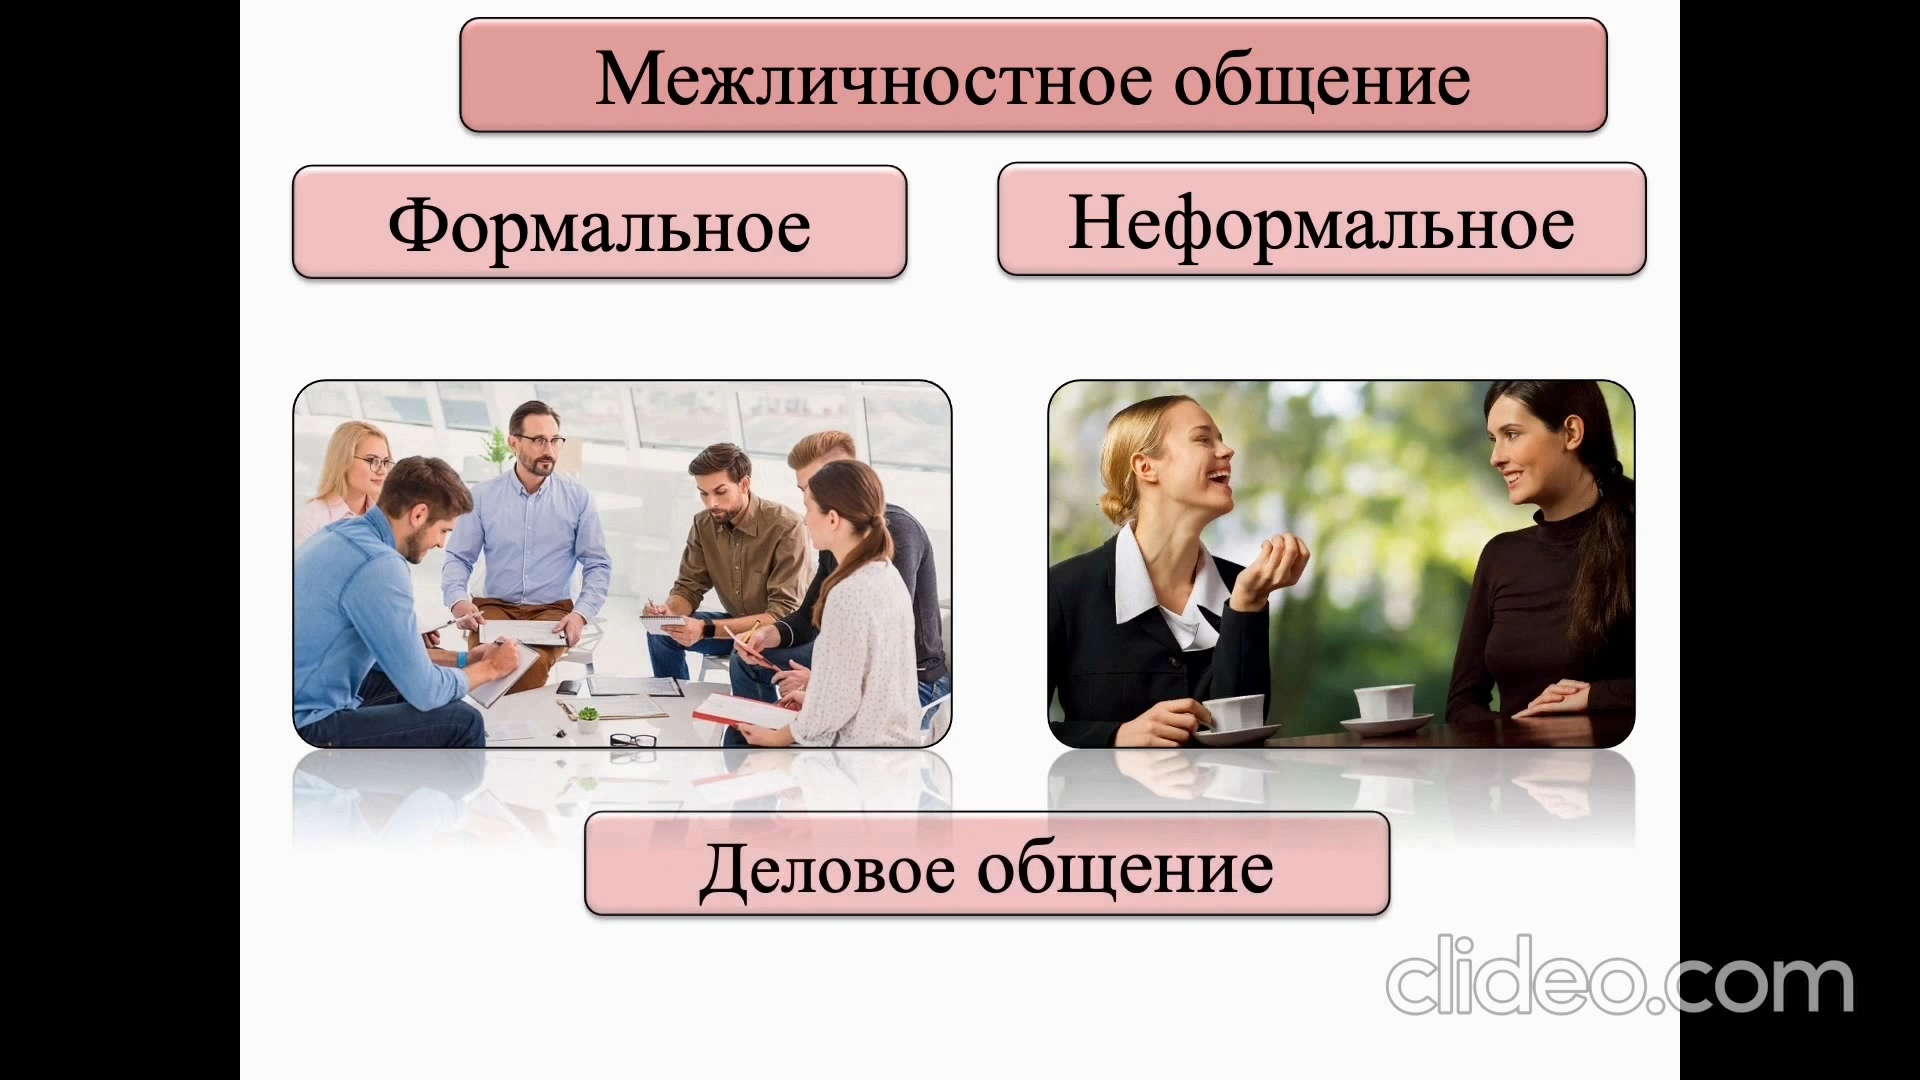 Межличностное общение
Формальное
Неформальное
Деловое общение
clideo.com